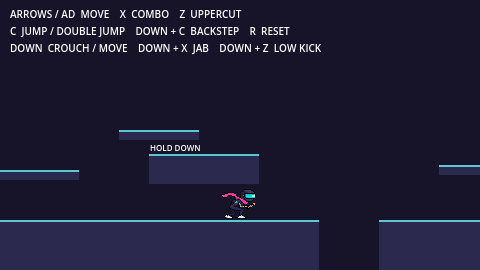 ARROWS / AD  MOVE    X  COMBO    Z  UPPERCUT
C  JUMP / DOUBLE JUMP    DOWN + C  BACKSTEP    R  RESET
DOWN  CROUCH / MOVE    DOWN + X  JAB    DOWN + Z  LOW KICK
HOLD DOWN